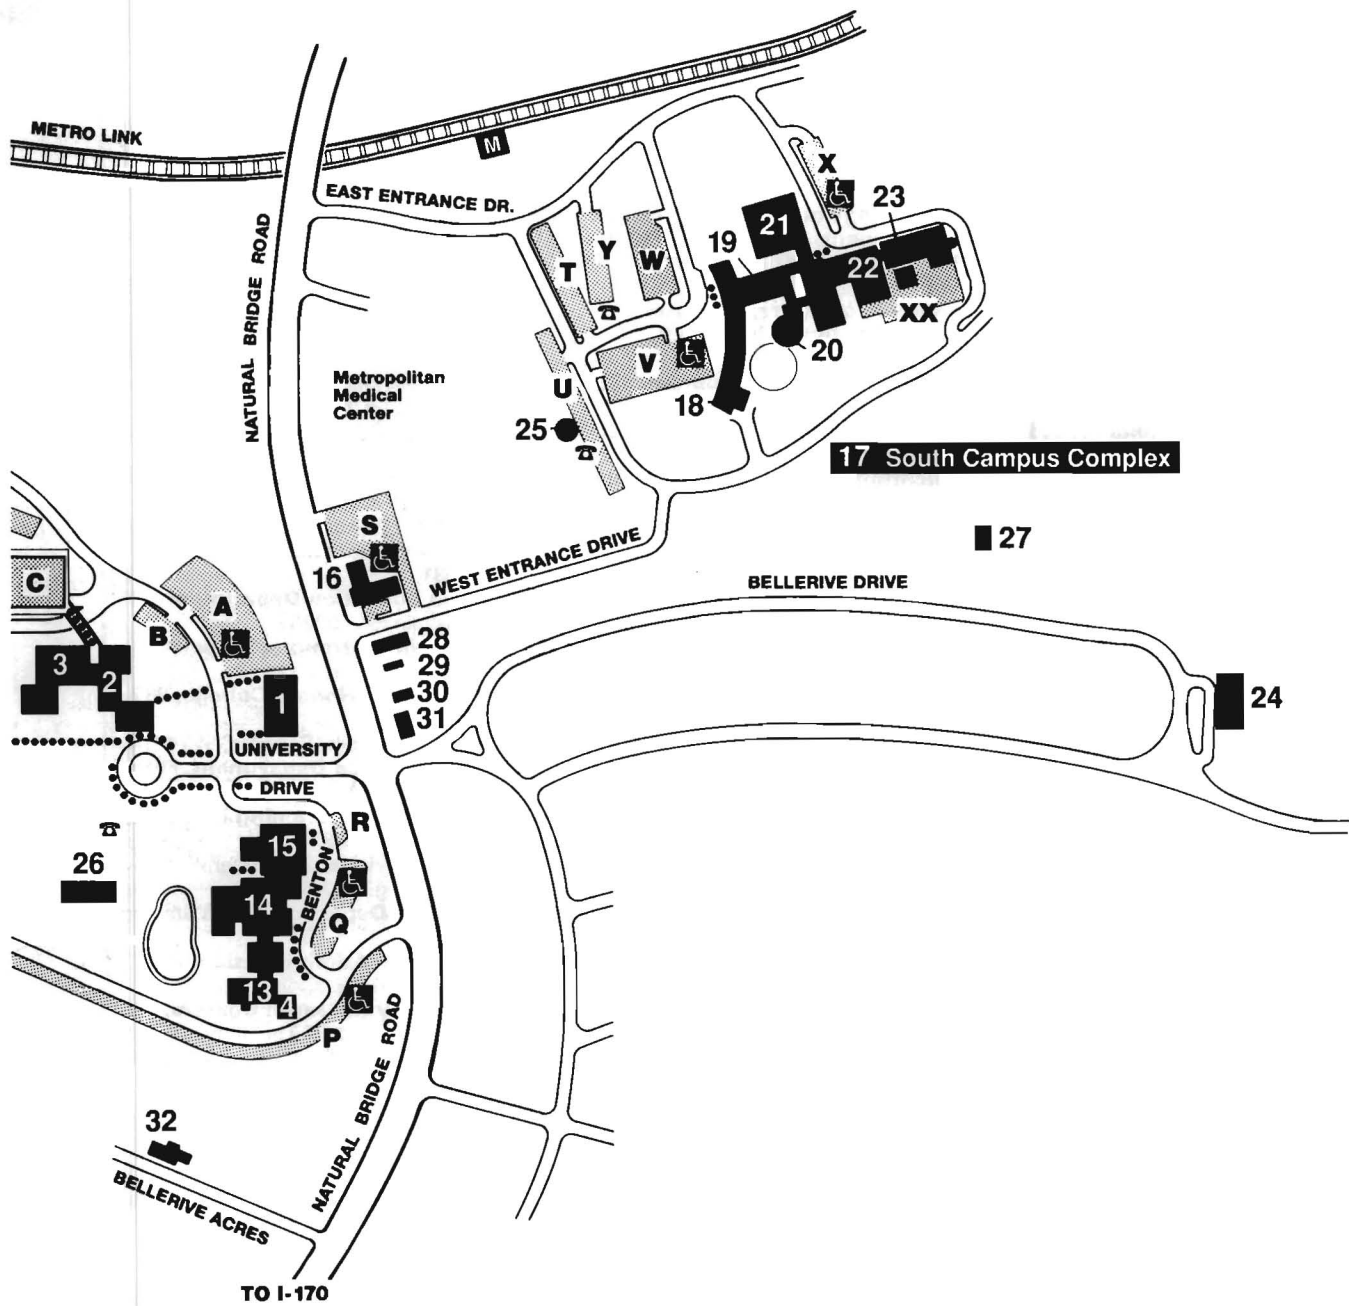 METRO LINK
M
EAST ENTRANCE DR.
NATURAL BRIDGE ROAD
X
23
21
19
T
Y
W
22
XX
20
V
U
18
Metropolitan
Medical
Center
25
17 South Campus Complex
S
27
16
WEST ENTRANCE DRIVE
BELLERIVE DRIVE
C
A
B
28
29
30
31
3
2
1
24
UNIVERSITY
DRIVE
R
15
BENTON
26
14
Q
13
4
P
NATURAL BRIDGE ROAD
32
BELLERIVE ACRES
TO I-170